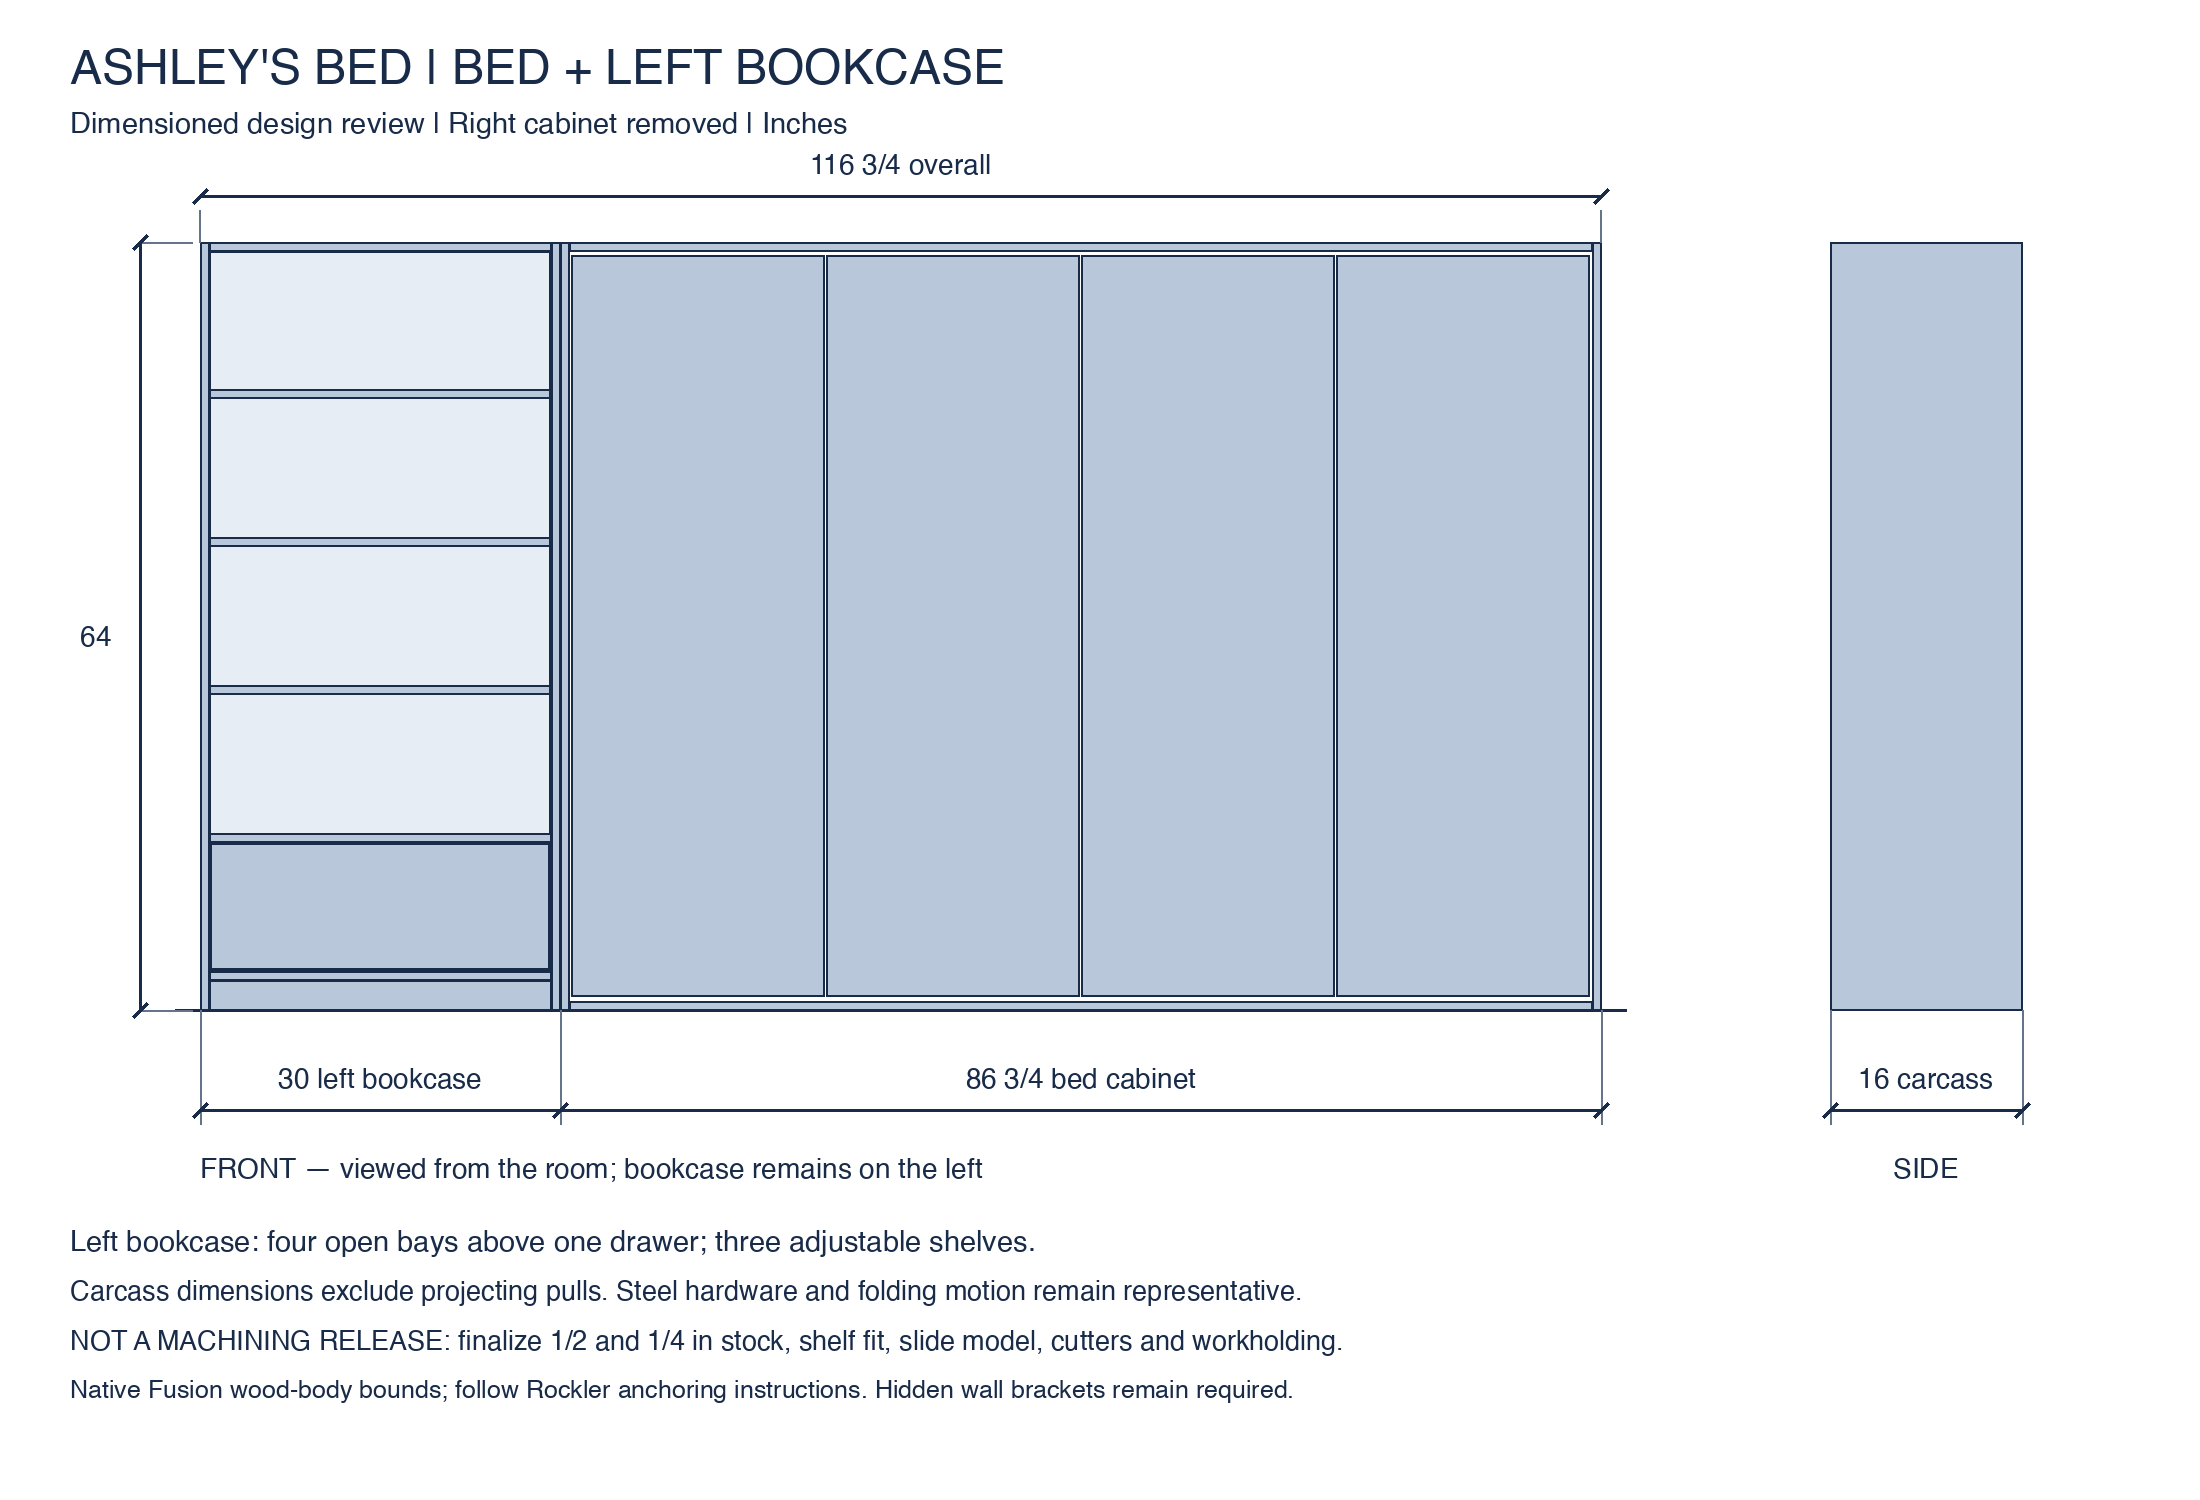 ASHLEY'S BED | BED + LEFT BOOKCASE
Dimensioned design review | Right cabinet removed | Inches
116 3/4 overall
64
30 left bookcase
86 3/4 bed cabinet
16 carcass
FRONT — viewed from the room; bookcase remains on the left
SIDE
Left bookcase: four open bays above one drawer; three adjustable shelves.
Carcass dimensions exclude projecting pulls. Steel hardware and folding motion remain representative.
NOT A MACHINING RELEASE: finalize 1/2 and 1/4 in stock, shelf fit, slide model, cutters and workholding.
Native Fusion wood-body bounds; follow Rockler anchoring instructions. Hidden wall brackets remain required.